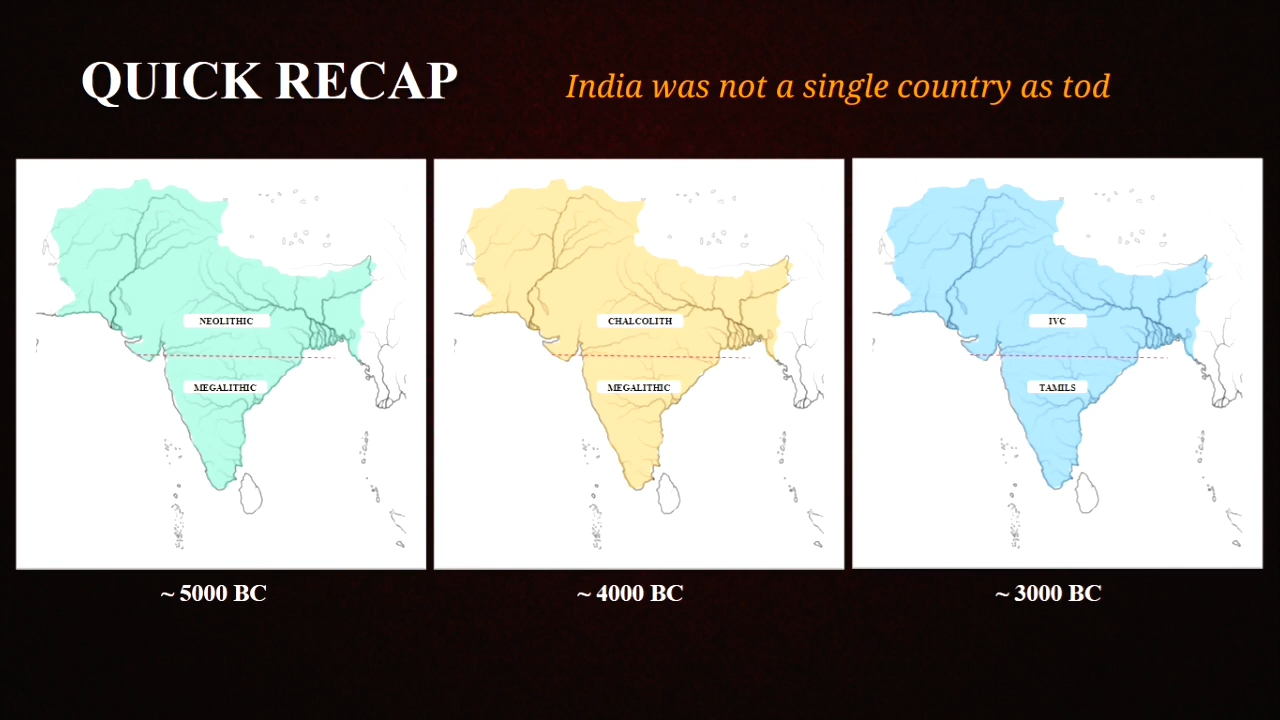 QUICK RECAP
India was not a single country as tod
NEOLITHIC
MEGALITHIC
~ 5000 BC
CHALCOLITH
MEGALITHIC
~ 4000 BC
IVC
TAMILS
~ 3000 BC